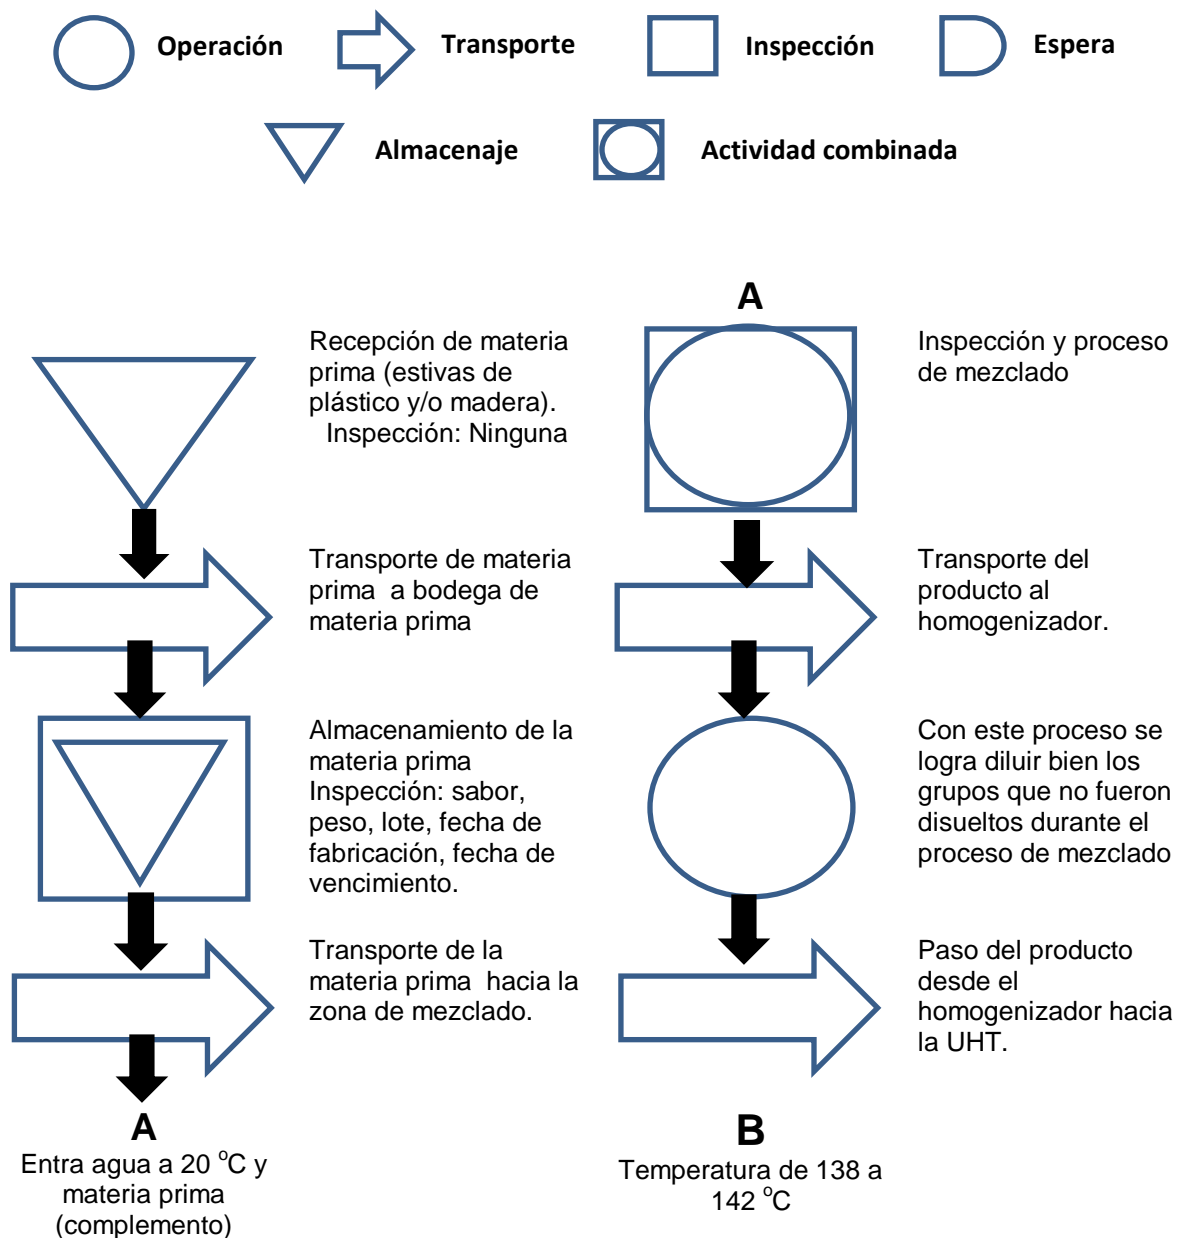 Operación
Transporte
Inspección
Espera
Almacenaje
Actividad combinada
Recepción de materia
prima (estivas de
plástico y/o madera).
Inspección: Ninguna
Transporte de materia
prima a bodega de
materia prima
Almacenamiento de la
materia prima
Inspección: sabor,
peso, lote, fecha de
fabricación, fecha de
vencimiento.
Transporte de la
materia prima hacia la
zona de mezclado.
A
Entra agua a 20 °C y
materia prima
(complemento)
A
Inspección y proceso
de mezclado
Transporte del
producto al
homogenizador.
Con este proceso se
logra diluir bien los
grupos que no fueron
disueltos durante el
proceso de mezclado
Paso del producto
desde el
homogenizador hacia
la UHT.
B
Temperatura de 138 a
142 °C